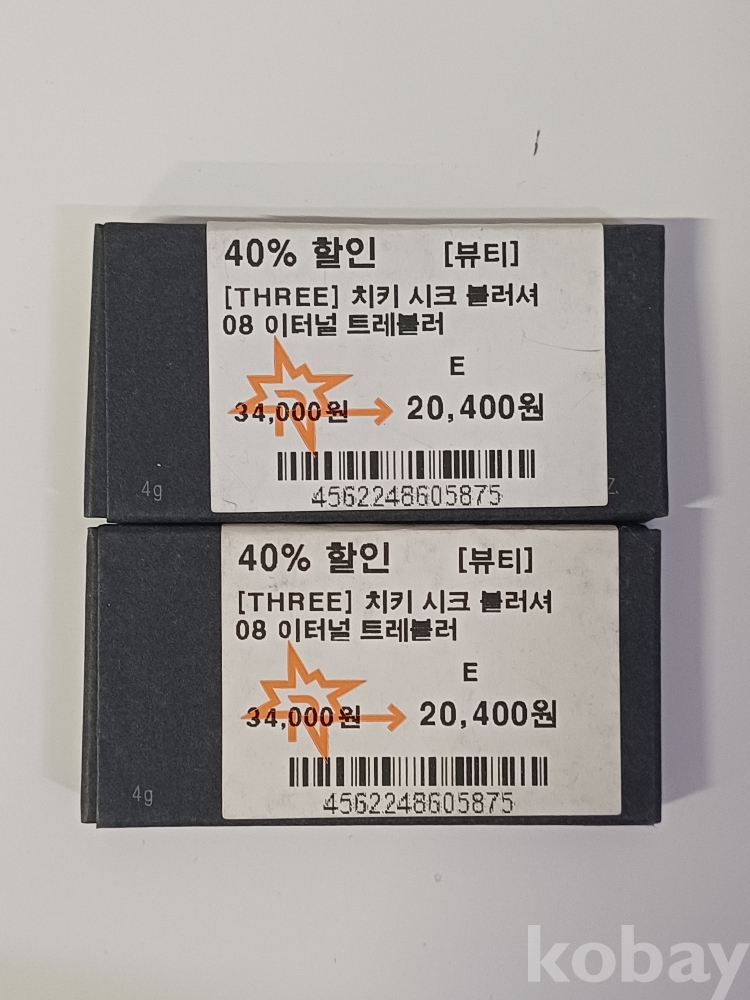 40% 할인 [뷰티]
[THREE] 치키 시크 블러셔
08 이터널 트레블러
E
34,000원 20,400원
4562248605875
4g
Z.
40% 할인 [뷰티]
[THREE] 치키 시크 블러셔
08 이터널 트레블러
E
34,000원 20,400원
4562248605875
4g
kobay